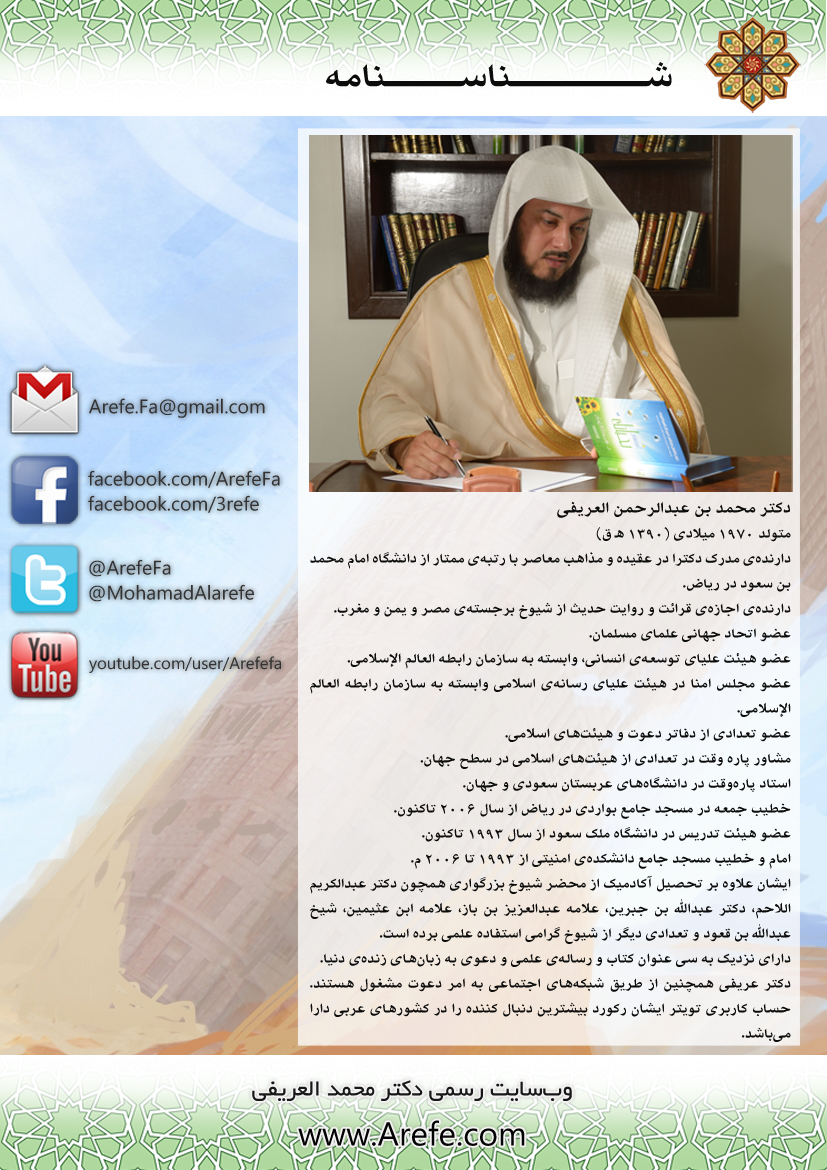 شـــــــناســـــــنامه
Arefe.Fa@gmail.com
facebook.com/ArefeFa
facebook.com/3refe
@ArefeFa
@MohamadAlarefe
You
Tube
youtube.com/user/Arefefa
دکتر محمد بن عبدالرحمن العریفی
متولد ۱۹۷۰ میلادی (۱۳۹۰ هـ ق)
دارنده‌ی مدرک دکترا در عقیده و مذاهب معاصر با رتبه‌ی ممتاز از دانشگاه امام محمد
بن سعود در ریاض.
دارنده‌ی اجازه‌ی قرائت و روایت حدیث از شیوخ برجسته‌ی مصر و یمن و مغرب.
عضو اتحاد جهانی علمای مسلمان.
عضو هیئت علیای توسعه‌ی انسانی، وابسته به سازمان رابطه العالم الإسلامی.
عضو مجلس امنا در هیئت علیای رسانه‌ی اسلامی وابسته به سازمان رابطه العالم
الإسلامی.
عضو تعدادی از دفاتر دعوت و هیئت‌های اسلامی.
مشاور پاره وقت در تعدادی از هیئت‌های اسلامی در سطح جهان.
استاد پاره‌وقت در دانشگاه‌های عربستان سعودی و جهان.
خطیب جمعه در مسجد جامع بواردی در ریاض از سال ۲۰۰۶ تاکنون.
عضو هیئت تدریس در دانشگاه ملک سعود از سال ۱۹۹۳ تاکنون.
امام و خطیب مسجد جامع دانشکده‌ی امنیتی از ۱۹۹۳ تا ۲۰۰۶ م.
ایشان علاوه بر تحصیل آکادمیک از محضر شیوخ بزرگواری همچون دکتر عبدالکریم
اللاحم، دکتر عبدالله بن جبرین، علامه عبدالعزیز بن باز، علامه ابن عثیمین، شیخ
عبدالله بن قعود و تعدادی دیگر از شیوخ گرامی استفاده علمی برده است.
دارای نزدیک به سی عنوان کتاب و رساله‌ی علمی و دعوی به زبان‌های زنده‌ی دنیا.
دکتر عریفی همچنین از طریق شبکه‌های اجتماعی به امر دعوت مشغول هستند.
حساب کاربری تویتر ایشان رکورد بیشترین دنبال کننده را در کشورهای عربی دارا
می‌باشد.
وب‌سایت رسمی دکتر محمد العریفی
www.Arefe.com